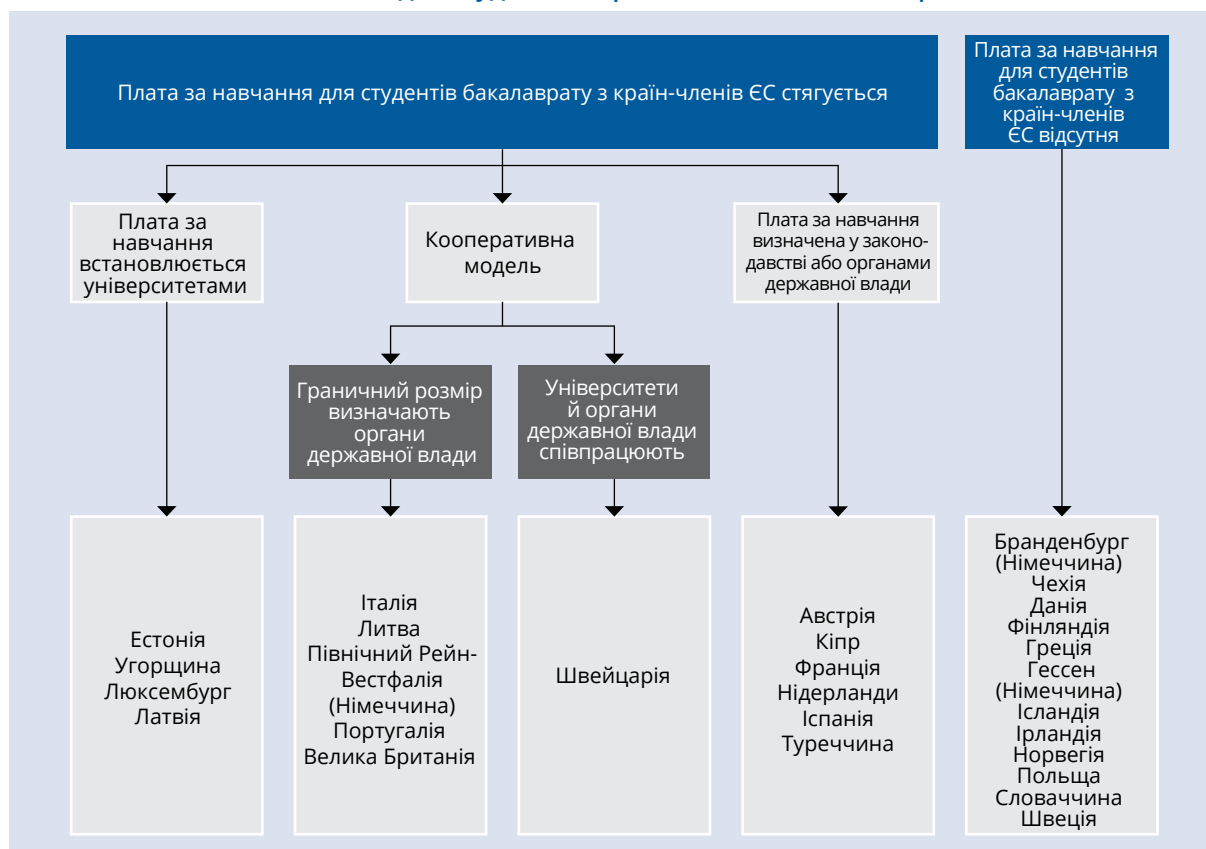 Плата за навчання для студентів бакалаврату з країн-членів ЄС стягується
Плата за навчання
для студентів
бакалаврату з
країн-членів
ЄС відсутня
Плата за
навчання
встановлюється
університетами
Кооперативна
модель
Плата за навчання
визначена у законо-
давстві або органами
державної влади
Граничний розмір
визначають
органи
державної влади
Університети
й органи
державної влади
співпрацюють
Естонія
Угорщина
Люксембург
Латвія
Італія
Литва
Північний Рейн-
Вестфалія
(Німеччина)
Португалія
Велика Британія
Швейцарія
Австрія
Кіпр
Франція
Нідерланди
Іспанія
Туреччина
Бранденбург
(Німеччина)
Чехія
Данія
Фінляндія
Греція
Гессен
(Німеччина)
Ісландія
Ірландія
Норвегія
Польща
Словаччина
Швеція